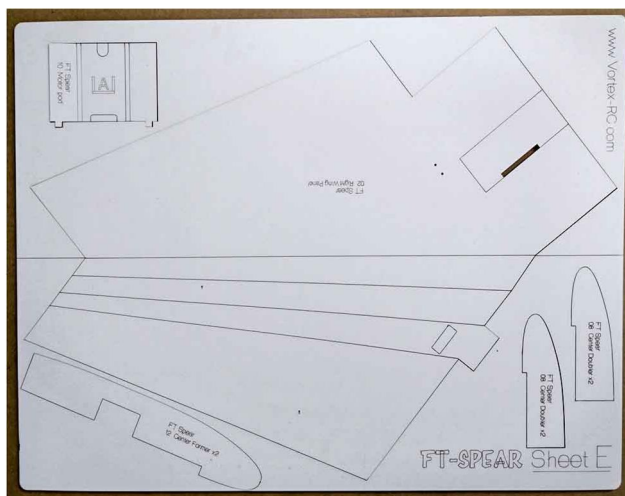 www.Vortex-RC.com
FT Spear
10 Motor pod
A
FT Spear
02 Right Wing Panel
FT Spear
08 Center Doubler x2
FT Spear
08 Center Doubler x2
FT Spear
12 Center Former x2
FT-SPEAR Sheet E